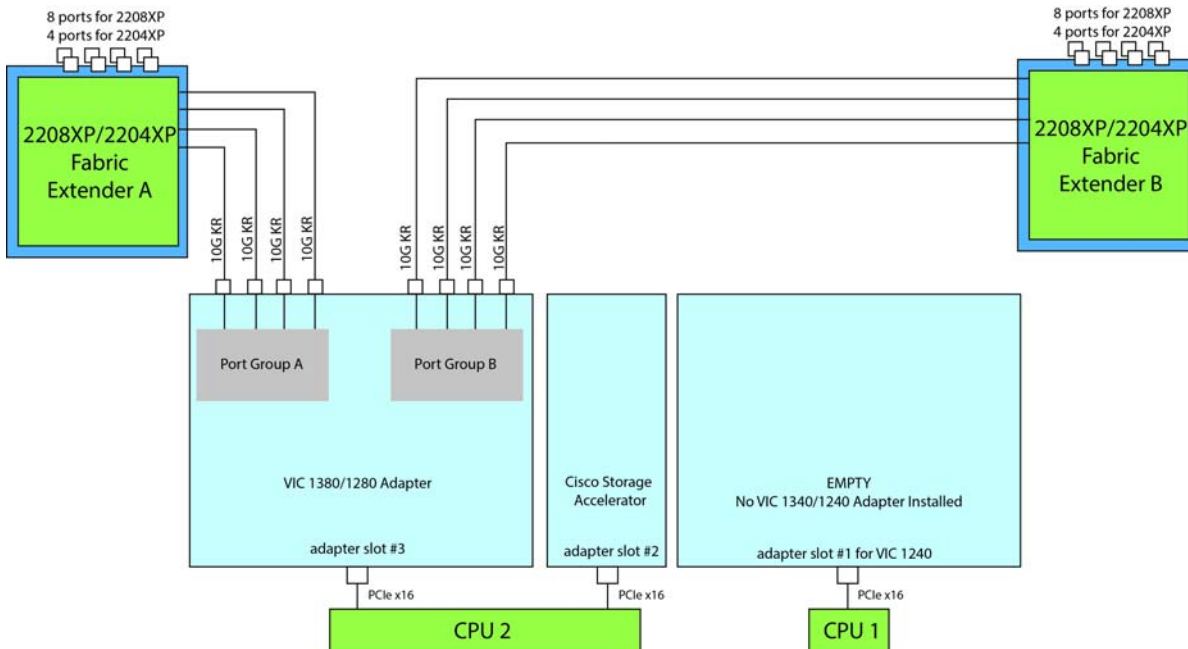 8 ports for 2208XP
4 ports for 2204XP
8 ports for 2208XP
4 ports for 2204XP
2208XP/2204XP
Fabric
Extender A
2208XP/2204XP
Fabric
Extender B
10G KR
10G KR
10G KR
10G KR
10G KR
10G KR
10G KR
10G KR
Port Group A
Port Group B
VIC 1380/1280 Adapter
Cisco Storage
Accelerator
EMPTY
No VIC 1340/1240 Adapter Installed
adapter slot #3
adapter slot #2
adapter slot #1 for VIC 1240
PCIe x16
PCIe x16
PCIe x16
CPU 2
CPU 1